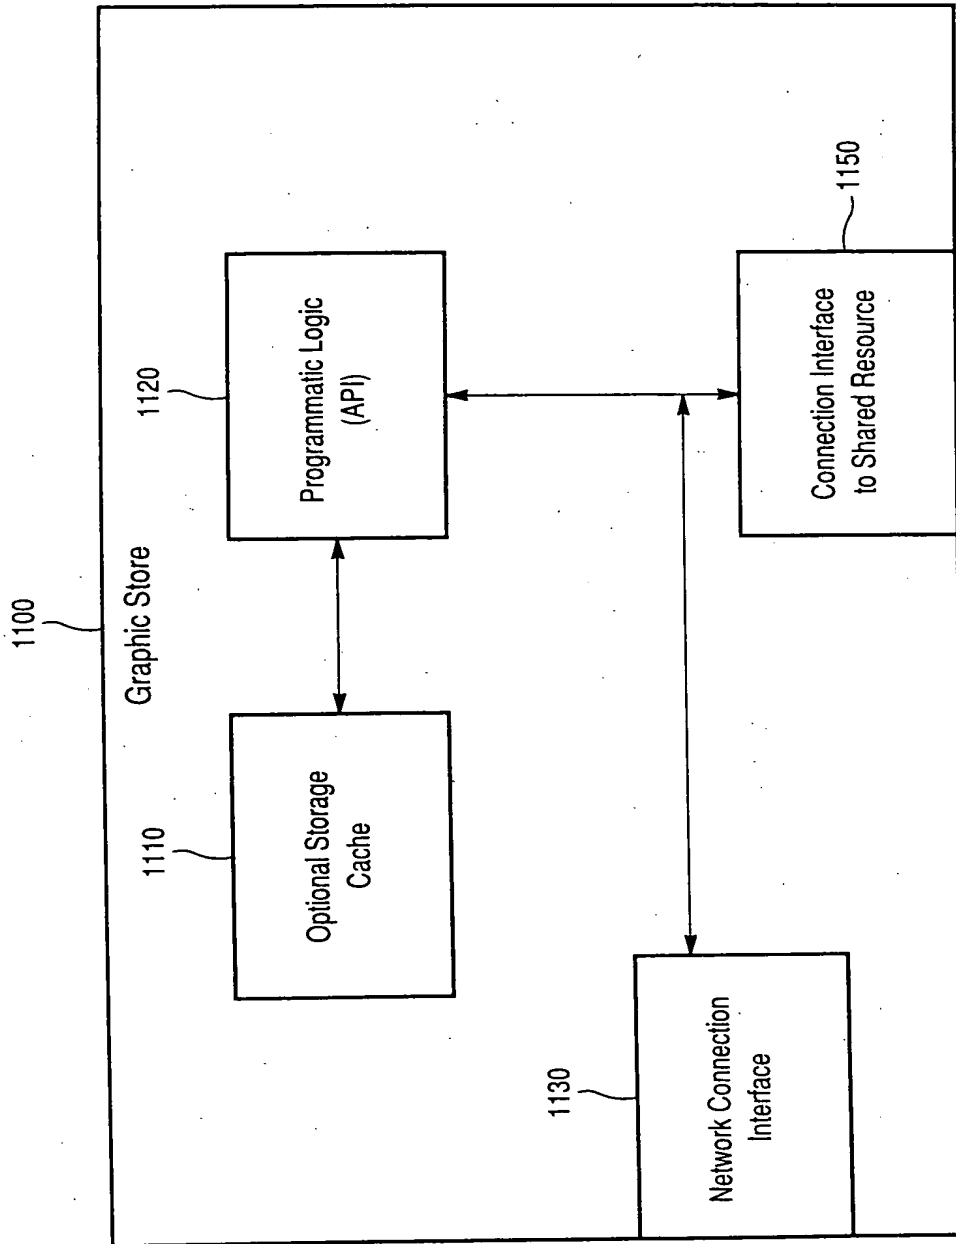 1100
Graphic Store
1110
Optional Storage
Cache
1120
Programmatic Logic
(API)
1130
Network Connection
Interface
1150
Connection Interface
to Shared Resource